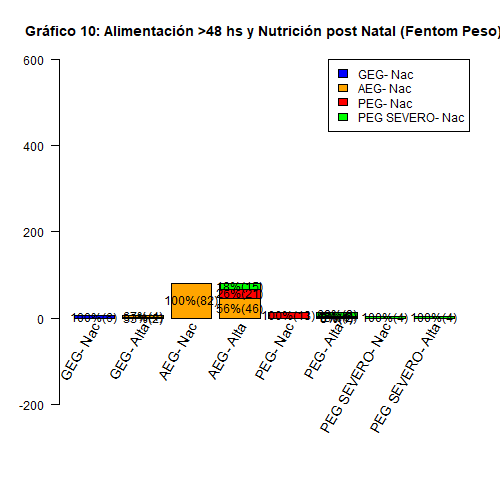 Gráfico 10: Alimentación >48 hs y Nutrición post Natal (Fentom Peso)
600
400
200
0
-200
GEG- Nac
AEG- Nac
PEG- Nac
PEG SEVERO- Nac
100%(82)
56%(46)
100%(4)
100%(4)
GEG- Nac
GEG- Alta
AEG- Nac
AEG- Alta
PEG- Nac
PEG- Alta
PEG SEVERO- Nac
PEG SEVERO- Alta